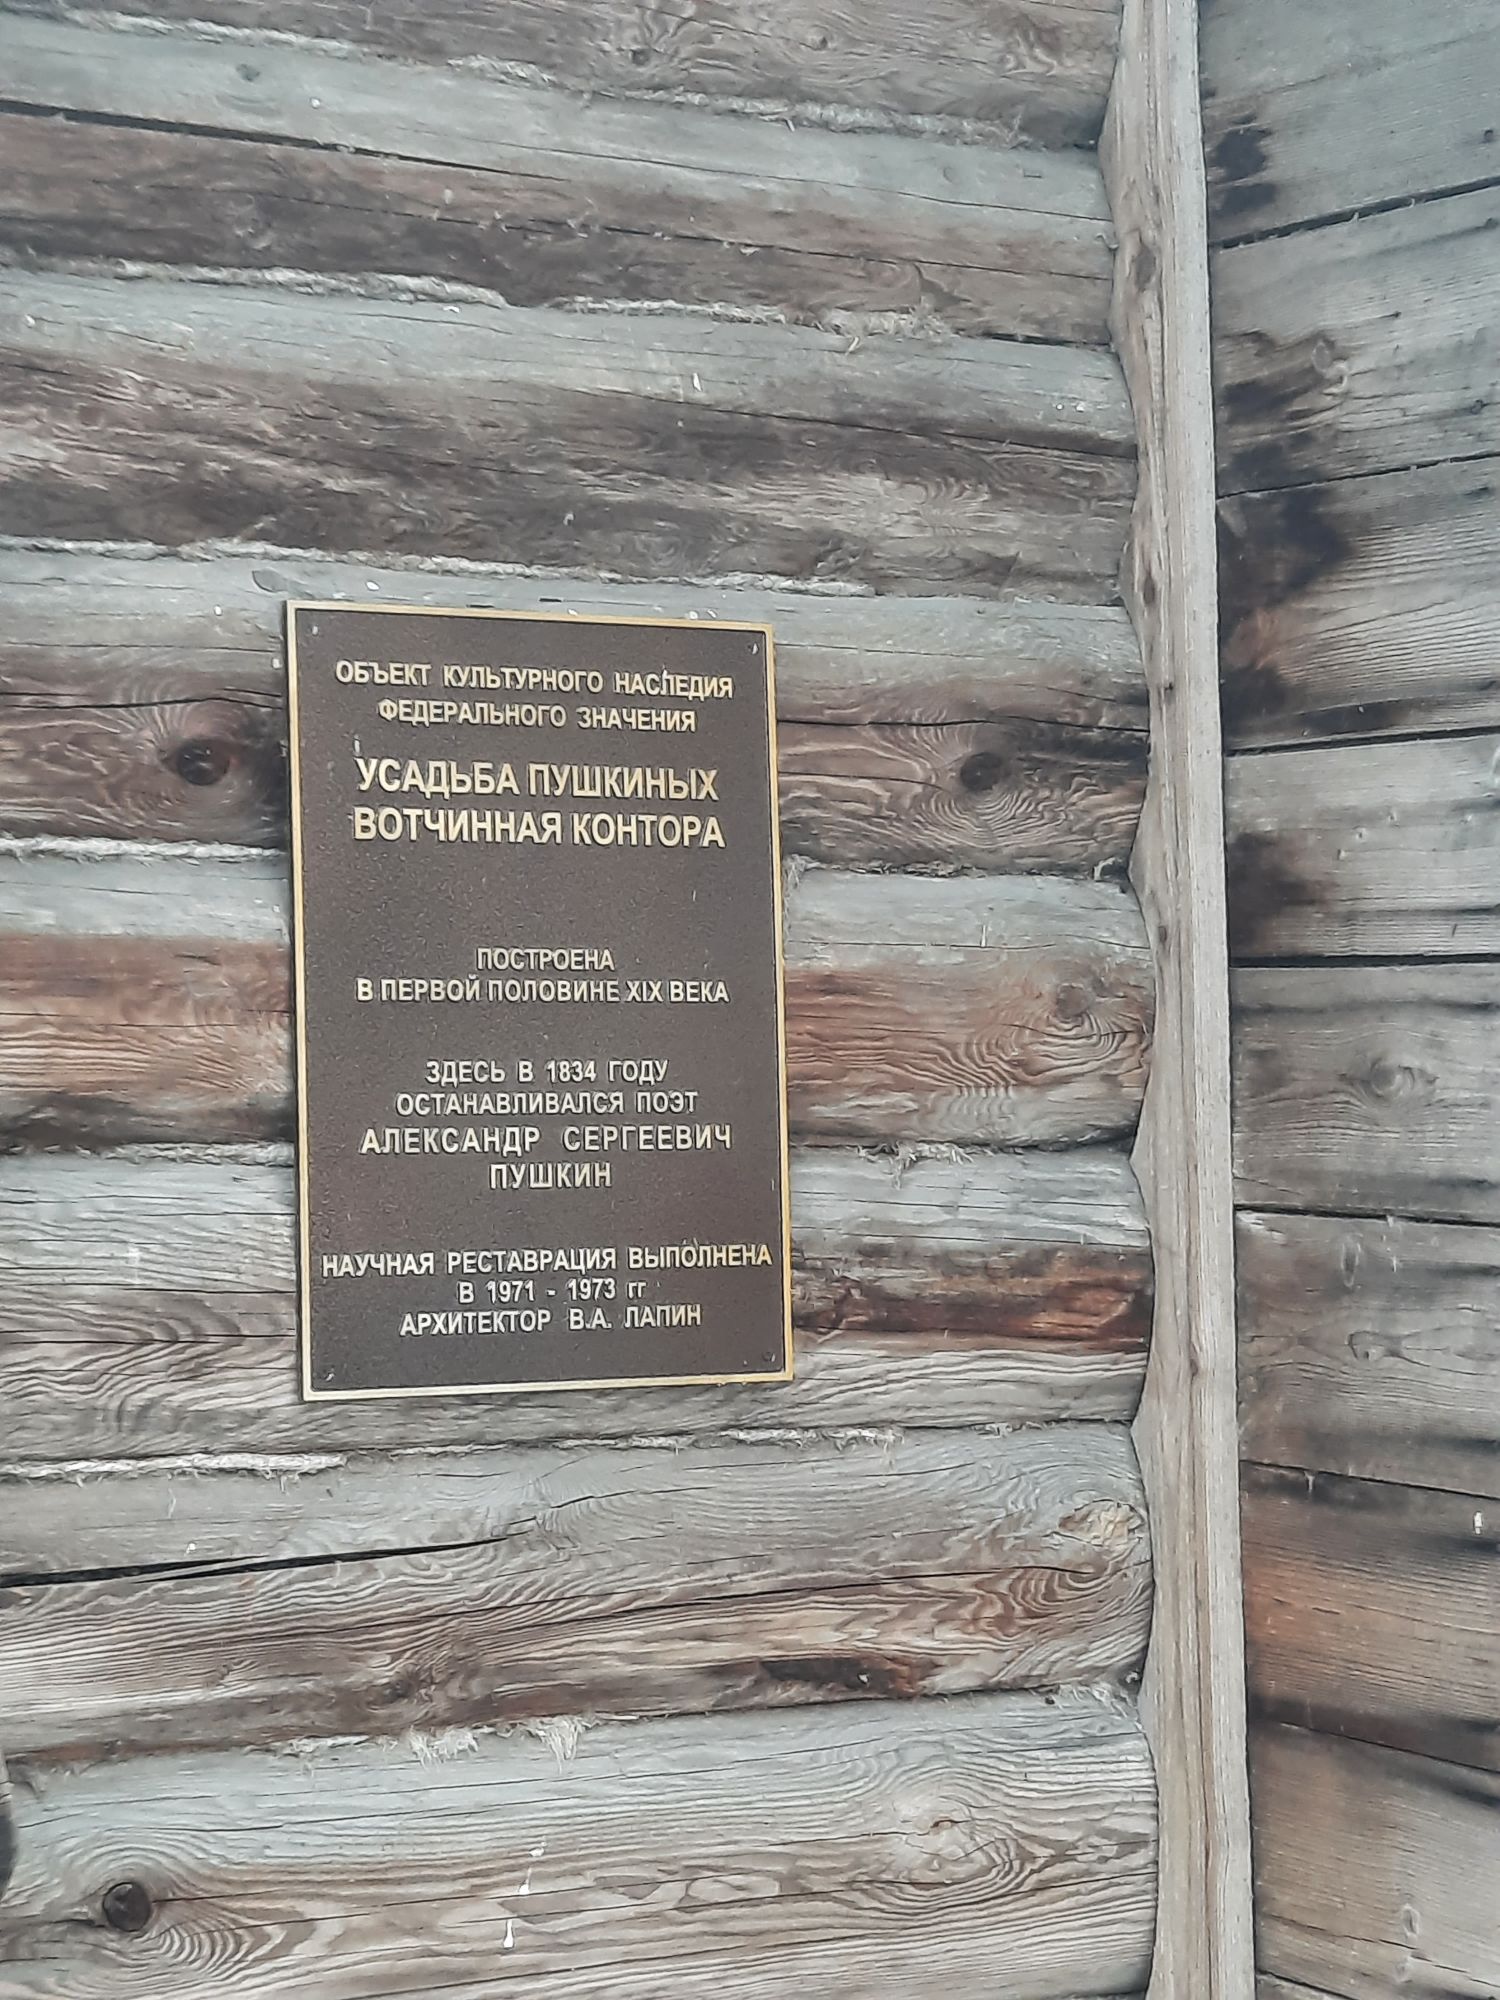 ОБЪЕКТ КУЛЬТУРНОГО НАСЛЕДИЯ
ФЕДЕРАЛЬНОГО ЗНАЧЕНИЯ
УСАДЬБА ПУШКИНЫХ
ВОТЧИННАЯ КОНТОРА
ПОСТРОЕНА
В ПЕРВОЙ ПОЛОВИНЕ XIX ВЕКА
ЗДЕСЬ В 1834 ГОДУ
ОСТАНАВЛИВАЛСЯ ПОЭТ
АЛЕКСАНДР СЕРГЕЕВИЧ
ПУШКИН
НАУЧНАЯ РЕСТАВРАЦИЯ ВЫПОЛНЕНА
В 1971 - 1973 гг
АРХИТЕКТОР В.А. ЛАПИН